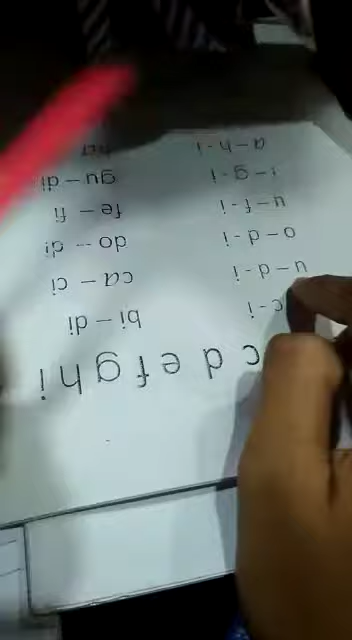 c d e f g h i
c - i bi - di
u - d - i ca - ci
o - d - i do - di
u - f - i fe - fi
i - g - i gu - di
a - h - i